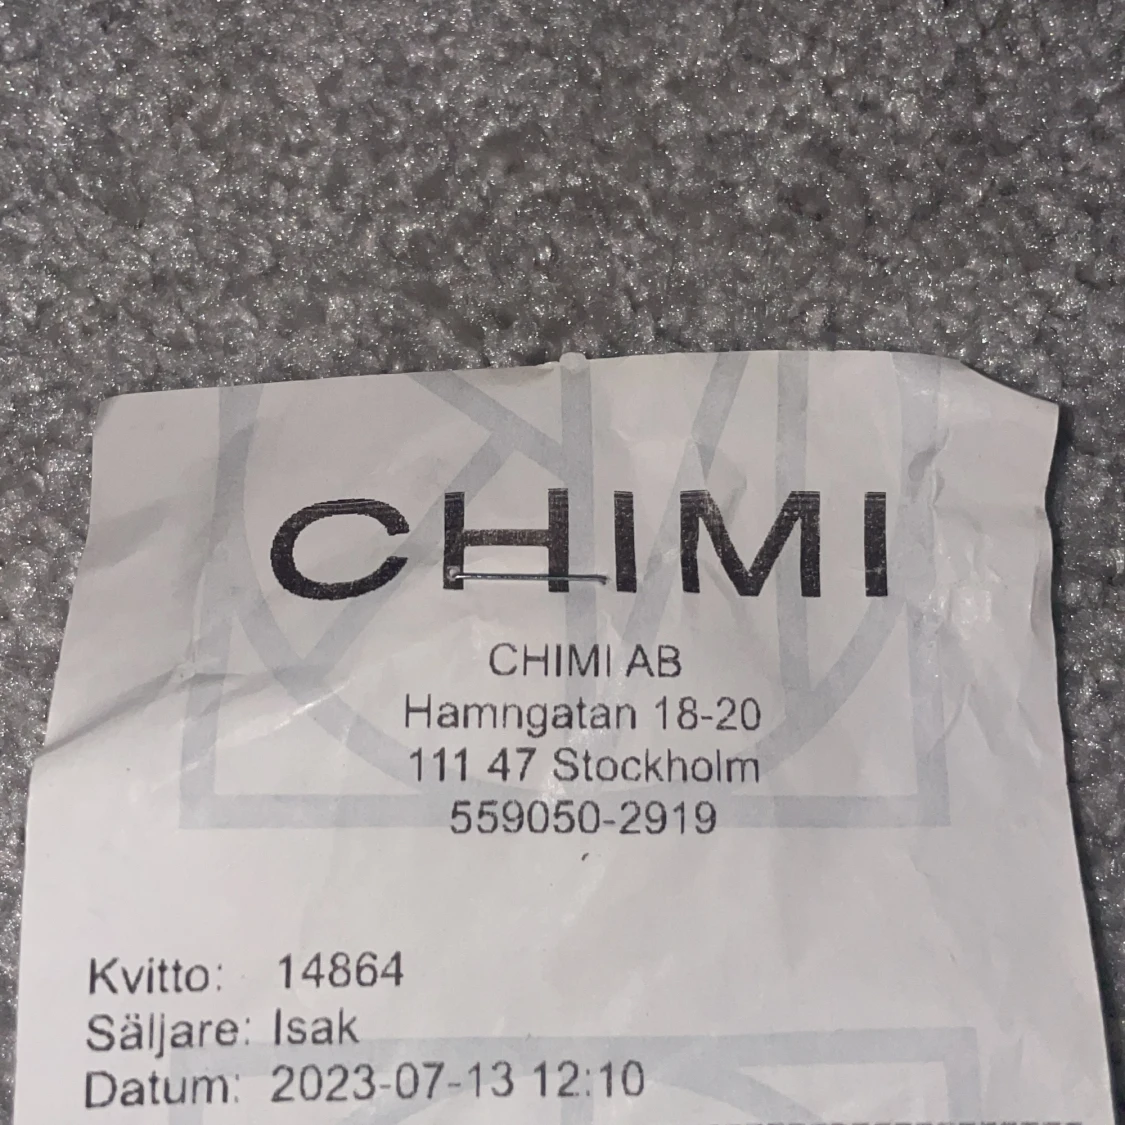 CHIMI
CHIMI AB
Hamngatan 18-20
111 47 Stockholm
559050-2919
Kvitto: 14864
Säljare: Isak
Datum: 2023-07-13 12:10